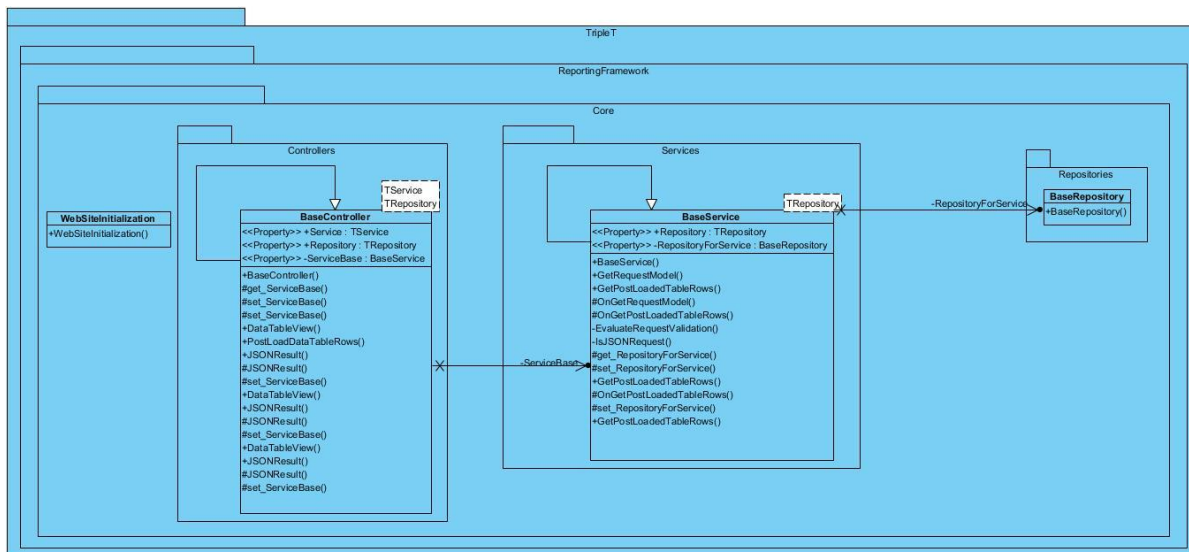 TripleT
ReportingFramework
Core
Controllers
TService
TRepository
WebSiteInitialization
+WebSiteInitialization()
BaseController
<<Property>> +Service : TService
<<Property>> +Repository : TRepository
<<Property>> -ServiceBase : BaseService
+BaseController()
#get_ServiceBase()
#set_ServiceBase()
#set_ServiceBase()
+DataTableView()
+PostLoadDataTableRows()
+JSONResult()
#JSONResult()
#set_ServiceBase()
+DataTableView()
+JSONResult()
#JSONResult()
#set_ServiceBase()
+DataTableView()
+JSONResult()
#JSONResult()
#set_ServiceBase()
-ServiceBase
Services
TRepository
BaseService
<<Property>> +Repository : TRepository
<<Property>> -RepositoryForService : BaseRepository
+BaseService()
+GetRequestModel()
+GetPostLoadedTableRows()
#OnGetRequestModel()
#OnGetPostLoadedTableRows()
-EvaluateRequestValidation()
-IsJSONRequest()
#get_RepositoryForService()
#set_RepositoryForService()
+GetPostLoadedTableRows()
#OnGetPostLoadedTableRows()
#set_RepositoryForService()
+GetPostLoadedTableRows()
-RepositoryForService
Repositories
BaseRepository
+BaseRepository()